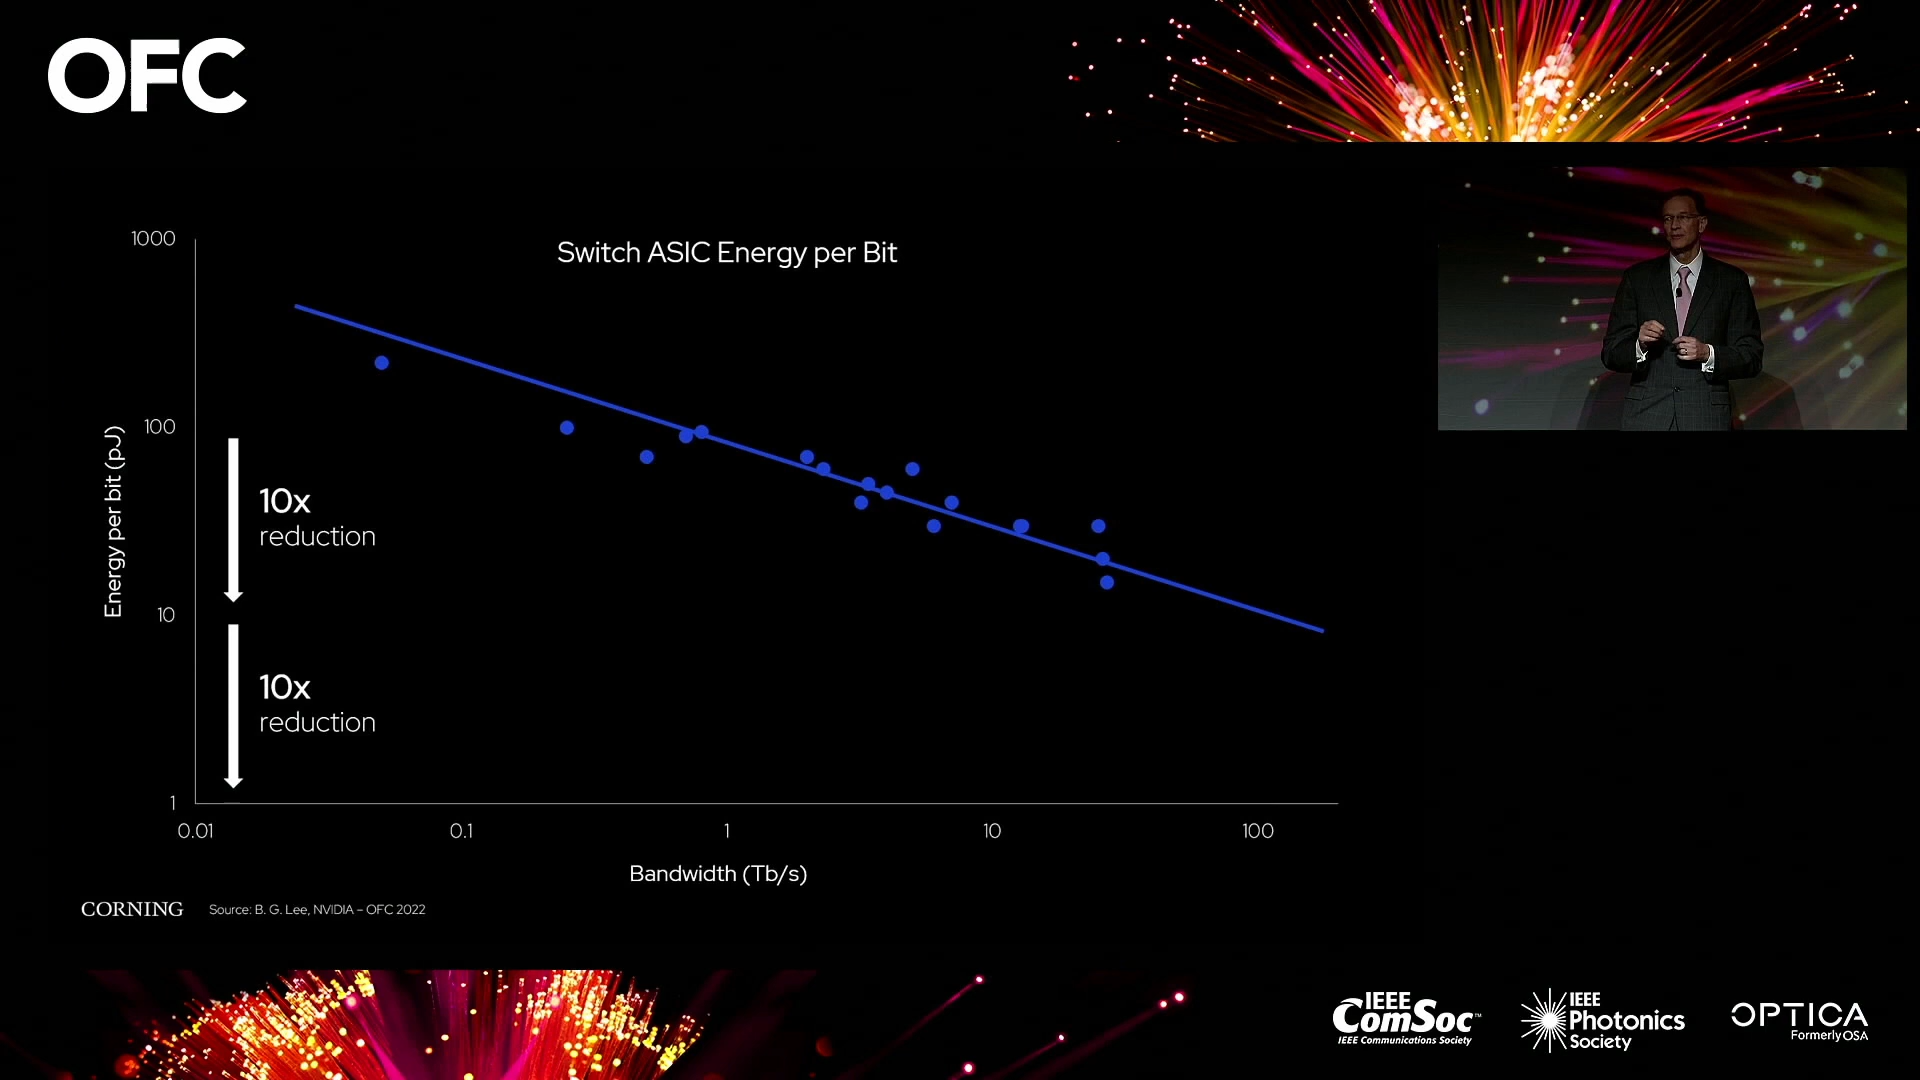 OFC
Switch ASIC Energy per Bit
1000
100
10
1
Energy per bit (pJ)
10x
reduction
10x
reduction
0.01
0.1
1
10
100
Bandwidth (Tb/s)
CORNING
Source: B. G. Lee, NVIDIA – OFC 2022
IEEE
ComSoc™
IEEE Communications Society
IEEE
Photonics
Society
OPTICA
Formerly OSA